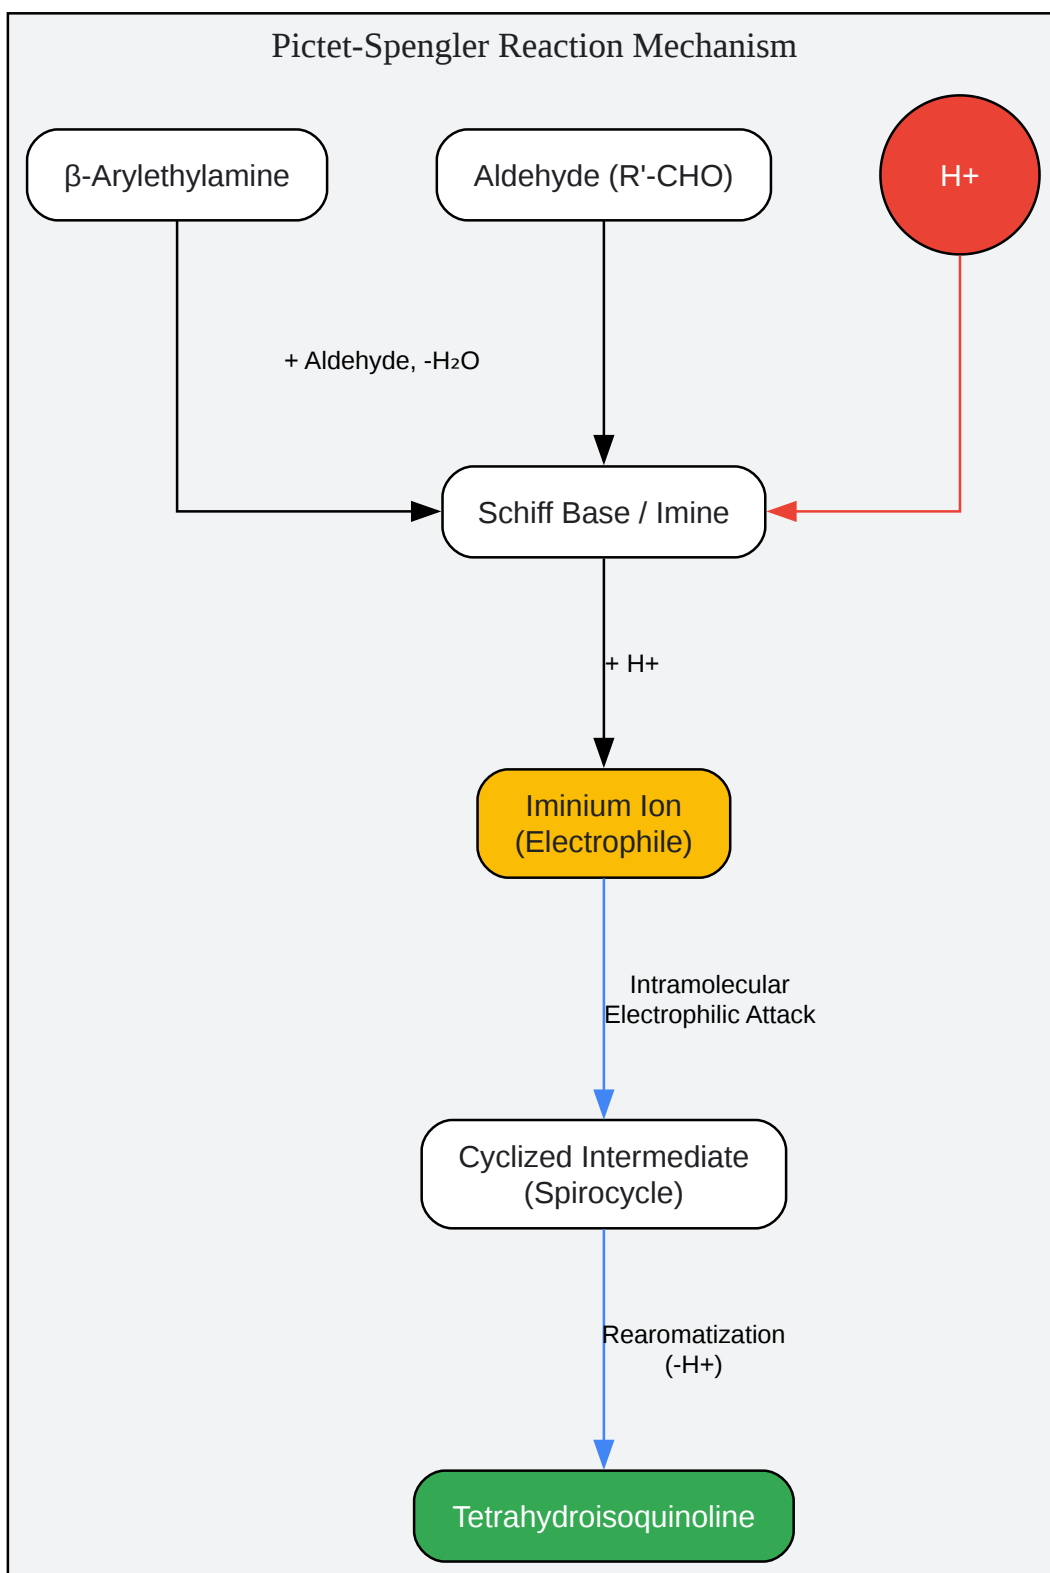 Pictet-Spengler Reaction Mechanism
β-Arylethylamine
Aldehyde (R'-CHO)
H+
+ Aldehyde, -H₂O
Schiff Base / Imine
+ H+
Iminium Ion
(Electrophile)
Intramolecular
Electrophilic Attack
Cyclized Intermediate
(Spirocycle)
Rearomatization
(-H+)
Tetrahydroisoquinoline